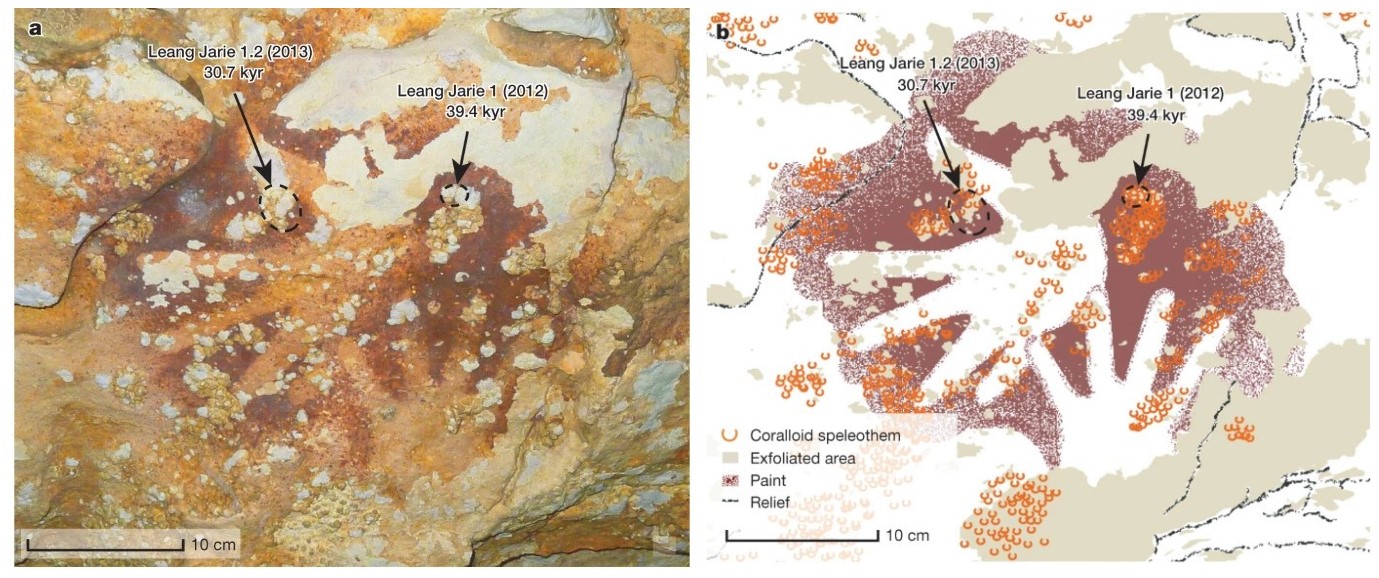 a
Leang Jarie 1.2 (2013)
30.7 kyr
Leang Jarie 1 (2012)
39.4 kyr
10 cm
b
Leang Jarie 1.2 (2013)
30.7 kyr
Leang Jarie 1 (2012)
39.4 kyr
Coralloid speleothem
Exfoliated area
Paint
Relief
10 cm